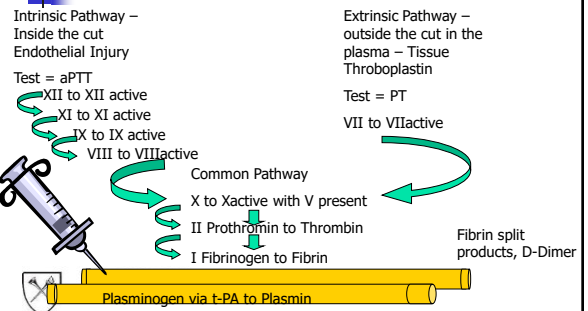 Intrinsic Pathway –
Inside the cut
Endothelial Injury
Test = aPTT
XII to XII active
XI to XI active
IX to IX active
VIII to VIIIactive
Extrinsic Pathway –
outside the cut in the
plasma – Tissue
Throboplastin
Test = PT
VII to VIIactive
Common Pathway
X to Xactive with V present
II Prothromin to Thrombin
I Fibrinogen to Fibrin
Fibrin split
products, D-Dimer
Plasminogen via t-PA to Plasmin